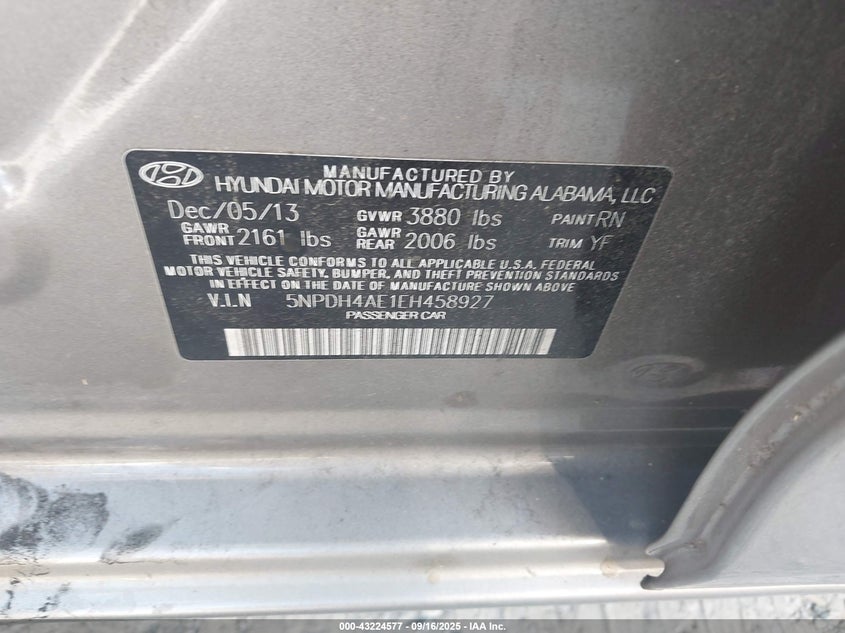 MANUFACTURED BY
HYUNDAI MOTOR MANUFACTURING ALABAMA, LLC
Dec/05/13 GVWR 3880 lbs PAINT RN
GAWR FRONT 2161 lbs GAWR REAR 2006 lbs TRIM YF
THIS VEHICLE CONFORMS TO ALL APPLICABLE U.S.A. FEDERAL
MOTOR VEHICLE SAFETY, BUMPER, AND THEFT PREVENTION STANDARDS
IN EFFECT ON THE DATE OF MANUFACTURE SHOWN ABOVE.
V.I.N 5NPDH4AE1EH458927
PASSENGER CAR
000-43224577 - 09/16/2025 - IAA Inc.